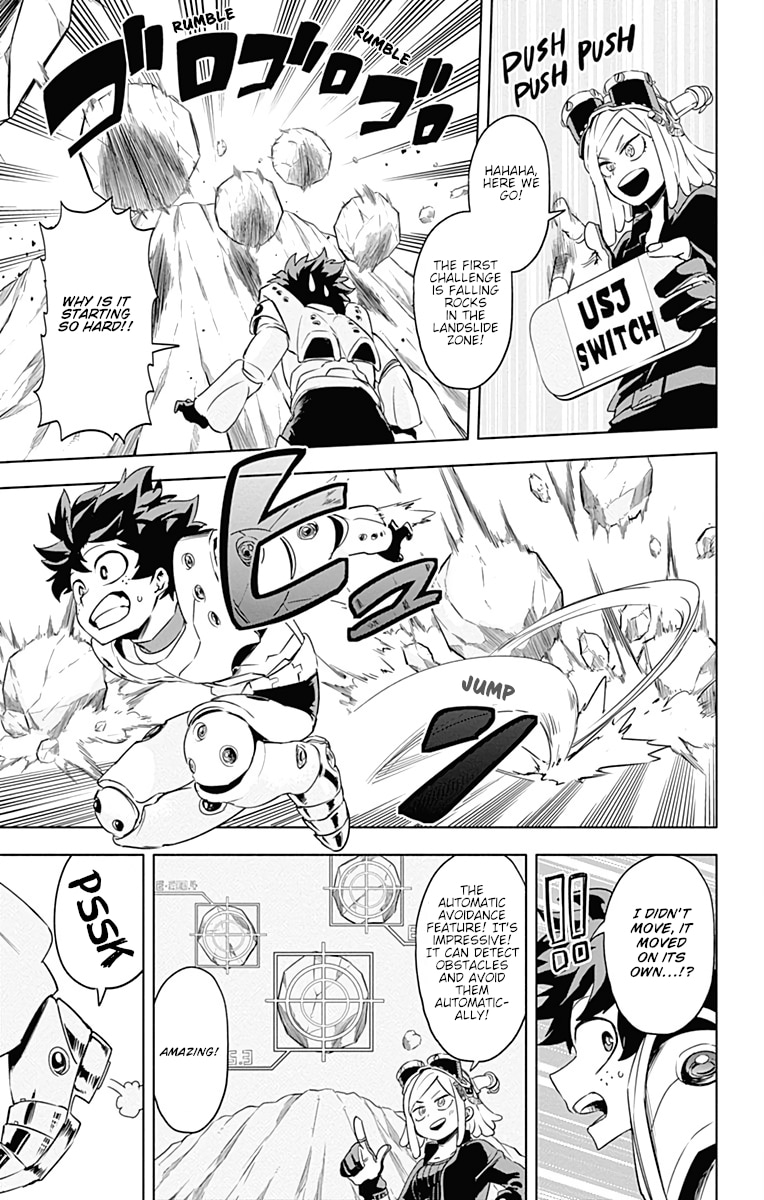 PUSH
PUSH
PUSH
PUSH
HAHAHA,
HERE WE
GO!
THE FIRST
CHALLENGE
IS FALLING
ROCKS
IN THE
LANDSLIDE
ZONE!
USJ
SWITCH
RUMBLE
RUMBLE
ゴロゴロゴロ
WHY IS IT
STARTING
SO HARD!!
ヒュン
JUMP
!!
I DIDN'T
MOVE, IT
MOVED
ON ITS
OWN...!?
THE
AUTOMATIC
AVOIDANCE
FEATURE! IT'S
IMPRESSIVE!
IT CAN DETECT
OBSTACLES
AND AVOID
THEM
AUTOMATIC-
ALLY!
AMAZING!
PSSK